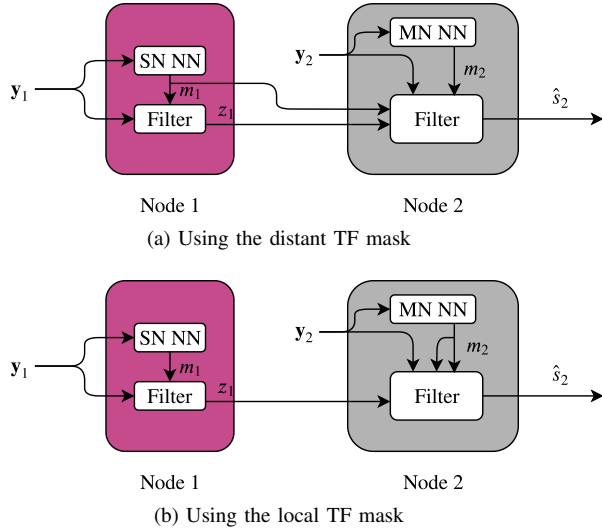 y₁
SN NN
m₁
Filter
z₁
y₂
MN NN
m₂
Filter
ŝ₂
Node 1
Node 2
(a) Using the distant TF mask
y₁
SN NN
m₁
Filter
z₁
y₂
MN NN
m₂
Filter
ŝ₂
Node 1
Node 2
(b) Using the local TF mask